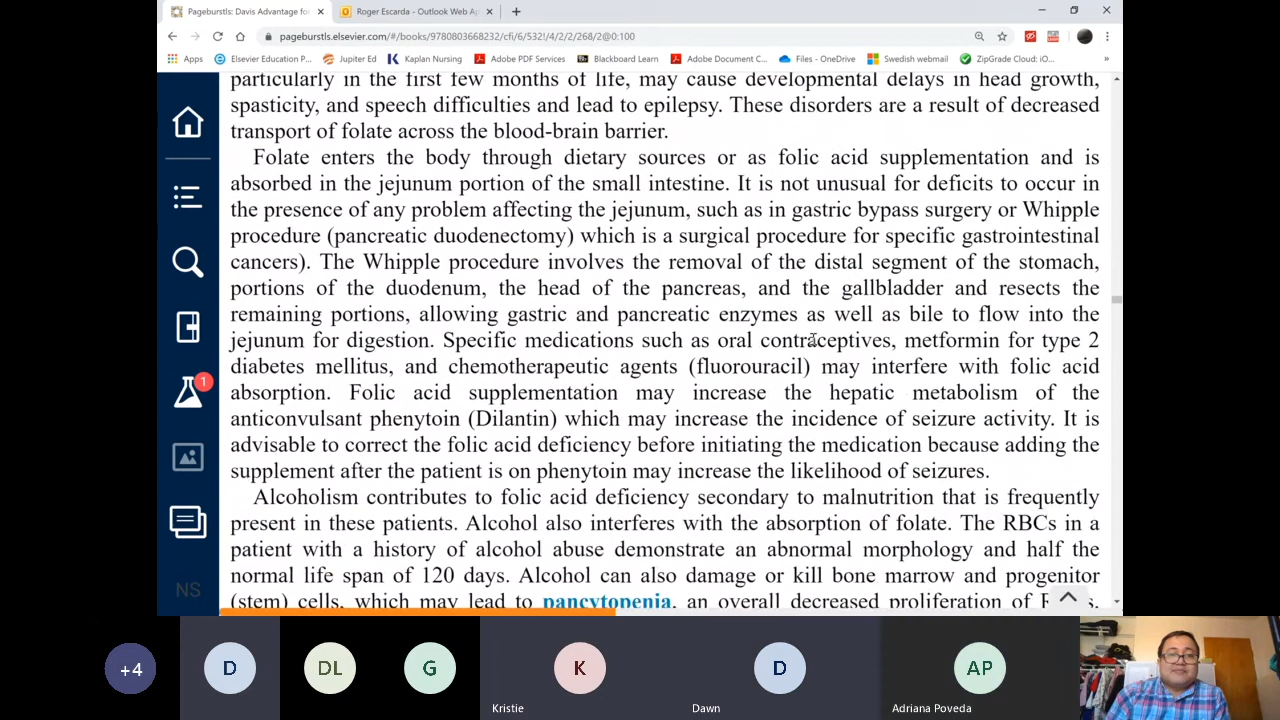 Pageburstls: Davis Advantage for
Roger Escarda - Outlook Web Ap
pageburstls.elsevier.com/#/books/9780803668232/cfi/6/532!/4/2/2/268/2@0:100
Apps Elsevier Education P... Jupiter Ed Kaplan Nursing Adobe PDF Services Blackboard Learn Adobe Document C... Files - OneDrive Swedish webmail ZipGrade Cloud: iO... »
particularly in the first few months of life, may cause developmental delays in head growth,
spasticity, and speech difficulties and lead to epilepsy. These disorders are a result of decreased
transport of folate across the blood-brain barrier.
Folate enters the body through dietary sources or as folic acid supplementation and is
absorbed in the jejunum portion of the small intestine. It is not unusual for deficits to occur in
the presence of any problem affecting the jejunum, such as in gastric bypass surgery or Whipple
procedure (pancreatic duodenectomy) which is a surgical procedure for specific gastrointestinal
cancers). The Whipple procedure involves the removal of the distal segment of the stomach,
portions of the duodenum, the head of the pancreas, and the gallbladder and resects the
remaining portions, allowing gastric and pancreatic enzymes as well as bile to flow into the
jejunum for digestion. Specific medications such as oral contraceptives, metformin for type 2
diabetes mellitus, and chemotherapeutic agents (fluorouracil) may interfere with folic acid
absorption. Folic acid supplementation may increase the hepatic metabolism of the
anticonvulsant phenytoin (Dilantin) which may increase the incidence of seizure activity. It is
advisable to correct the folic acid deficiency before initiating the medication because adding the
supplement after the patient is on phenytoin may increase the likelihood of seizures.
Alcoholism contributes to folic acid deficiency secondary to malnutrition that is frequently
present in these patients. Alcohol also interferes with the absorption of folate. The RBCs in a
patient with a history of alcohol abuse demonstrate an abnormal morphology and half the
normal life span of 120 days. Alcohol can also damage or kill bone marrow and progenitor
(stem) cells, which may lead to pancytopenia, an overall decreased proliferation of
1
NS
+4 D DL G K D AP
Kristie Dawn Adriana Poveda